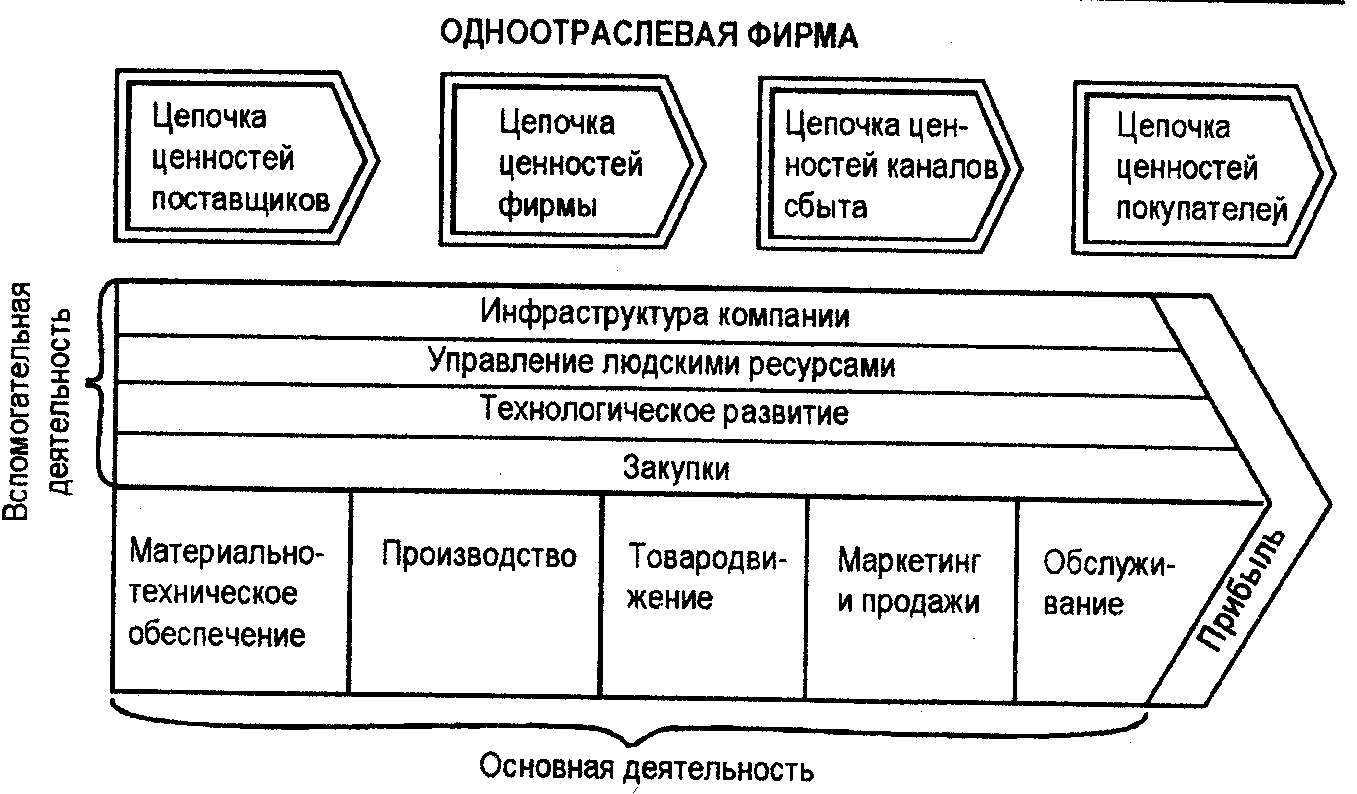 ОДНООТРАСЛЕВАЯ ФИРМА
Цепочка
ценностей
поставщиков
Цепочка
ценностей
фирмы
Цепочка цен-
ностей каналов
сбыта
Цепочка
ценностей
покупателей
Вспомогательная
деятельность
Инфраструктура компании
Управление людскими ресурсами
Технологическое развитие
Закупки
Материально-
техническое
обеспечение
Производство
Товародви-
жение
Маркетинг
и продажи
Обслужи-
вание
Прибыль
Основная деятельность